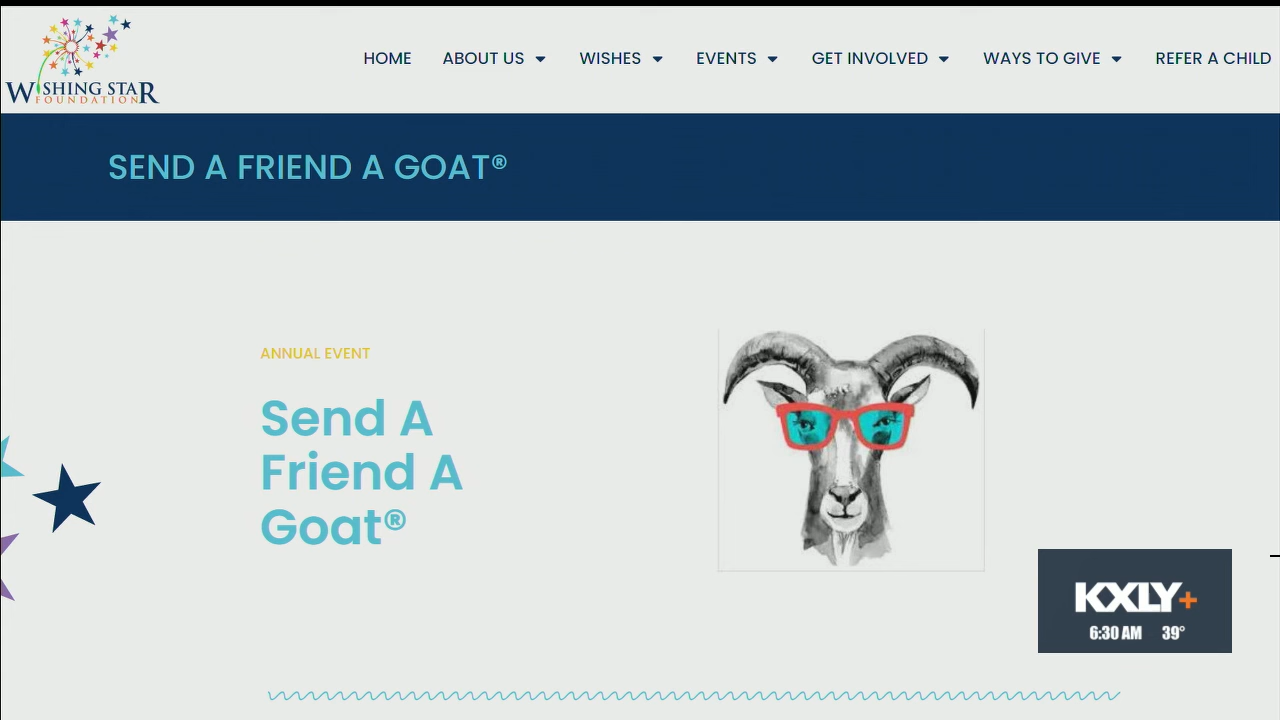 WISHING STAR
FOUNDATION
HOME ABOUT US WISHES EVENTS GET INVOLVED WAYS TO GIVE REFER A CHILD
SEND A FRIEND A GOAT®
ANNUAL EVENT
Send A
Friend A
Goat®
KXLY+
6:30 AM 39°